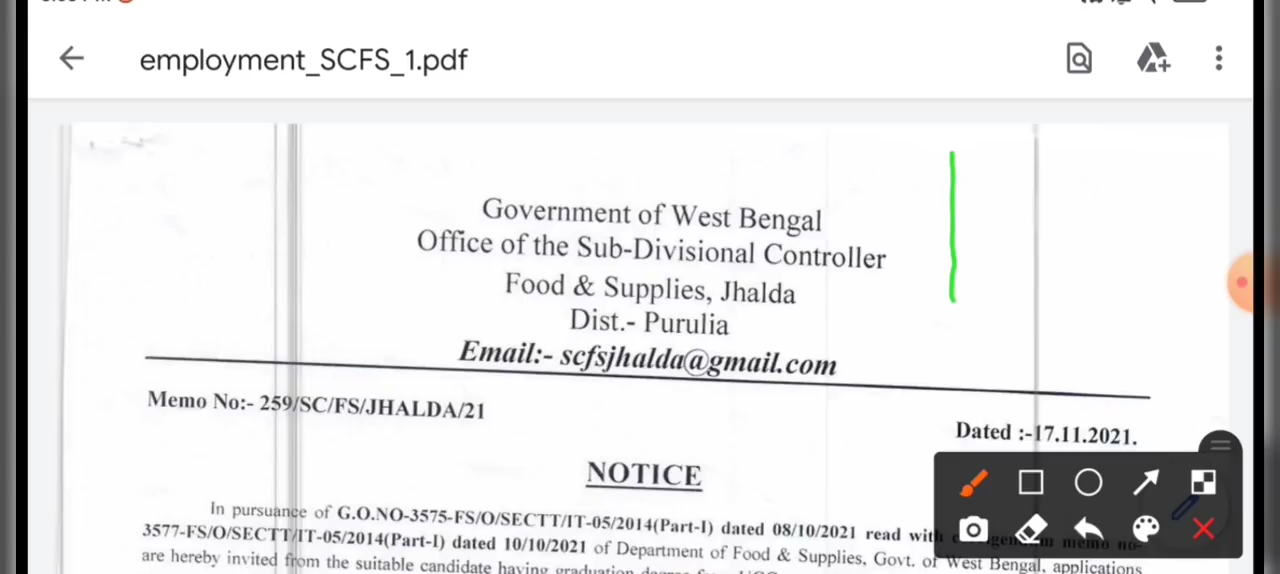 employment_SCFS_1.pdf
Government of West Bengal
Office of the Sub-Divisional Controller
Food & Supplies, Jhalda
Dist.- Purulia
Email:- scfsjhalda@gmail.com
Memo No:- 259/SC/FS/JHALDA/21
Dated :-17.11.2021.
NOTICE
In pursuance of G.O.NO-3575-FS/O/SECTT/IT-05/2014(Part-I) dated 08/10/2021 read with
3577-FS/O/SECTT/IT-05/2014(Part-I) dated 10/10/2021 of Department of Food & Supplies, Govt. of West Bengal, applications
are hereby invited from the suitable candidate having graduation degree from